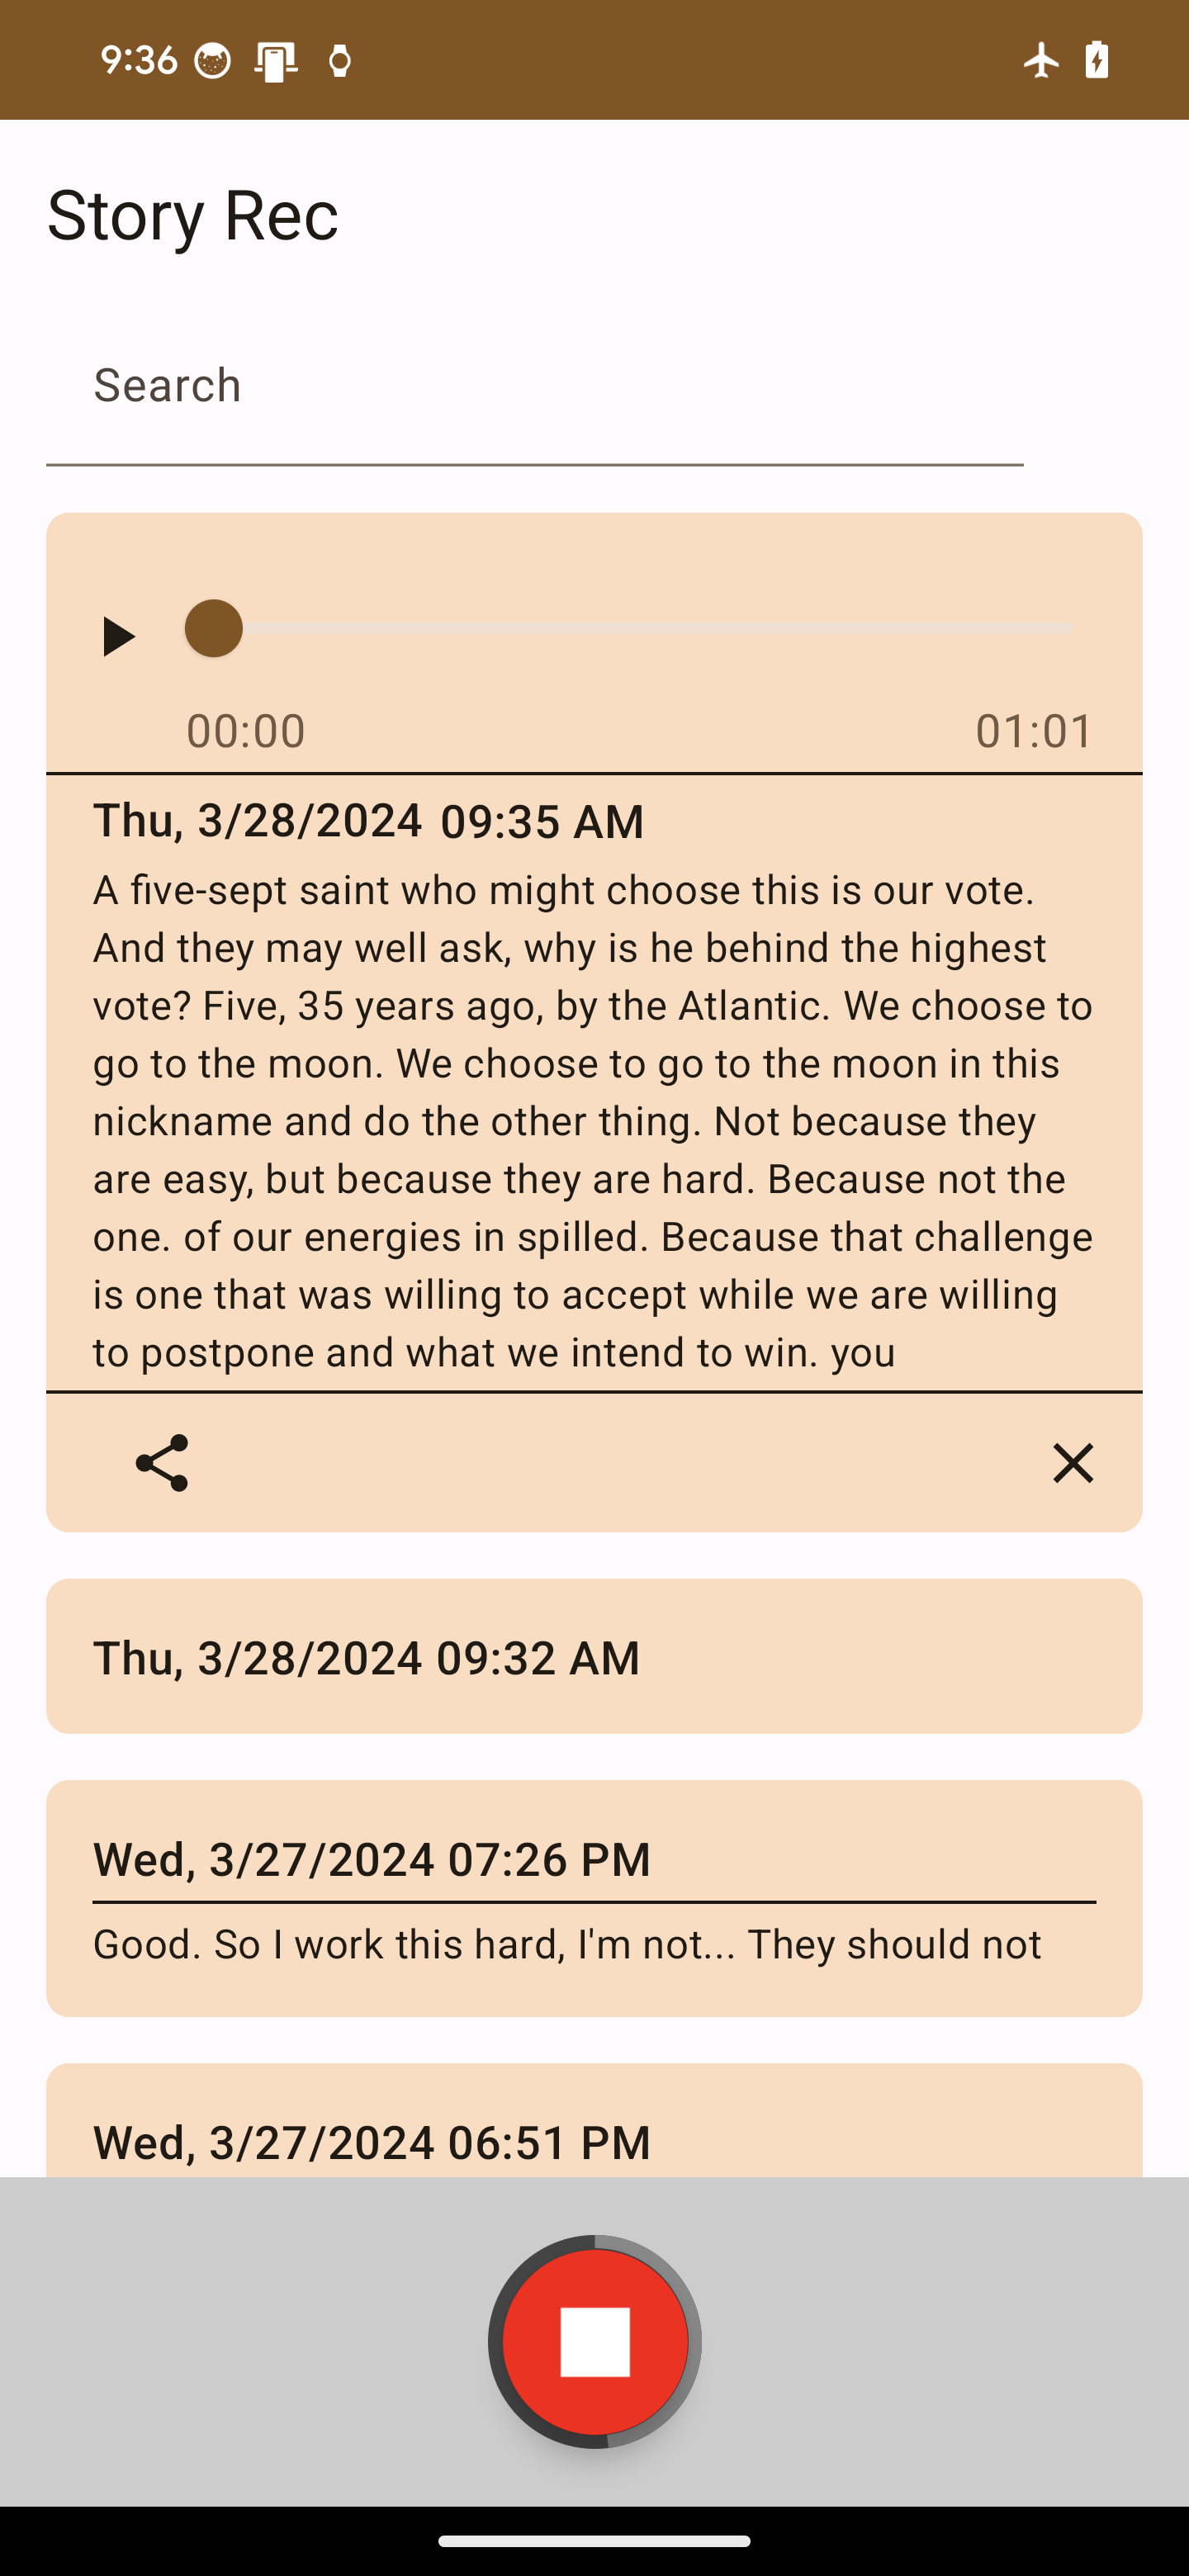 9:36
Story Rec
Search
00:00 01:01
Thu, 3/28/2024 09:35 AM
A five-sept saint who might choose this is our vote.
And they may well ask, why is he behind the highest
vote? Five, 35 years ago, by the Atlantic. We choose to
go to the moon. We choose to go to the moon in this
nickname and do the other thing. Not because they
are easy, but because they are hard. Because not the
one. of our energies in spilled. Because that challenge
is one that was willing to accept while we are willing
to postpone and what we intend to win. you
Thu, 3/28/2024 09:32 AM
Wed, 3/27/2024 07:26 PM
Good. So I work this hard, I'm not... They should not
Wed, 3/27/2024 06:51 PM